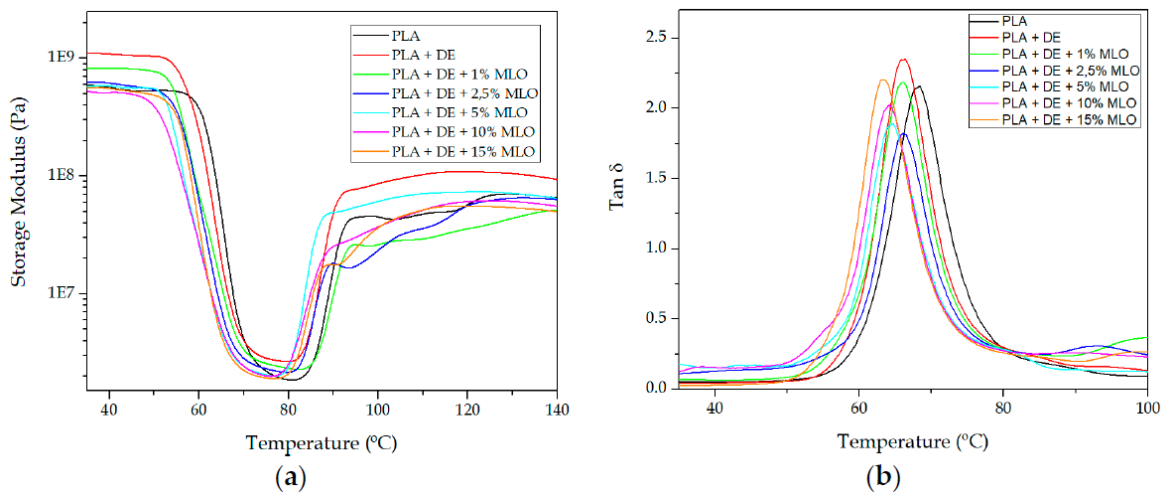 PLA
PLA + DE
PLA + DE + 1% MLO
PLA + DE + 2,5% MLO
PLA + DE + 5% MLO
PLA + DE + 10% MLO
PLA + DE + 15% MLO
1E9
1E8
1E7
Storage Modulus (Pa)
40 60 80 100 120 140
Temperature (ºC)
(a)
PLA
PLA + DE
PLA + DE + 1% MLO
PLA + DE + 2,5% MLO
PLA + DE + 5% MLO
PLA + DE + 10% MLO
PLA + DE + 15% MLO
2.5
2.0
1.5
1.0
0.5
0.0
Tan δ
40 60 80 100
Temperature (ºC)
(b)